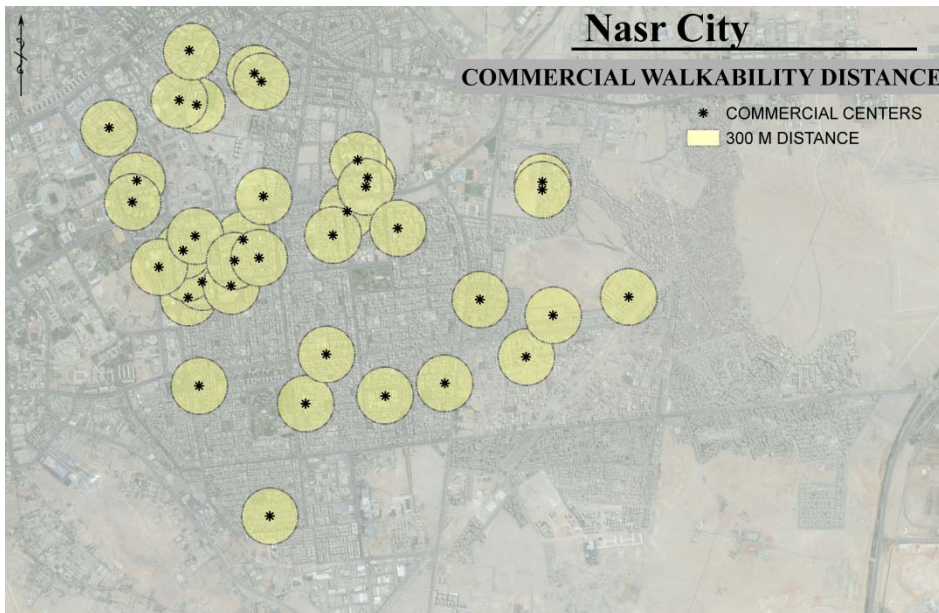 Nasr City
COMMERCIAL WALKABILITY DISTANCE
COMMERCIAL CENTERS
300 M DISTANCE